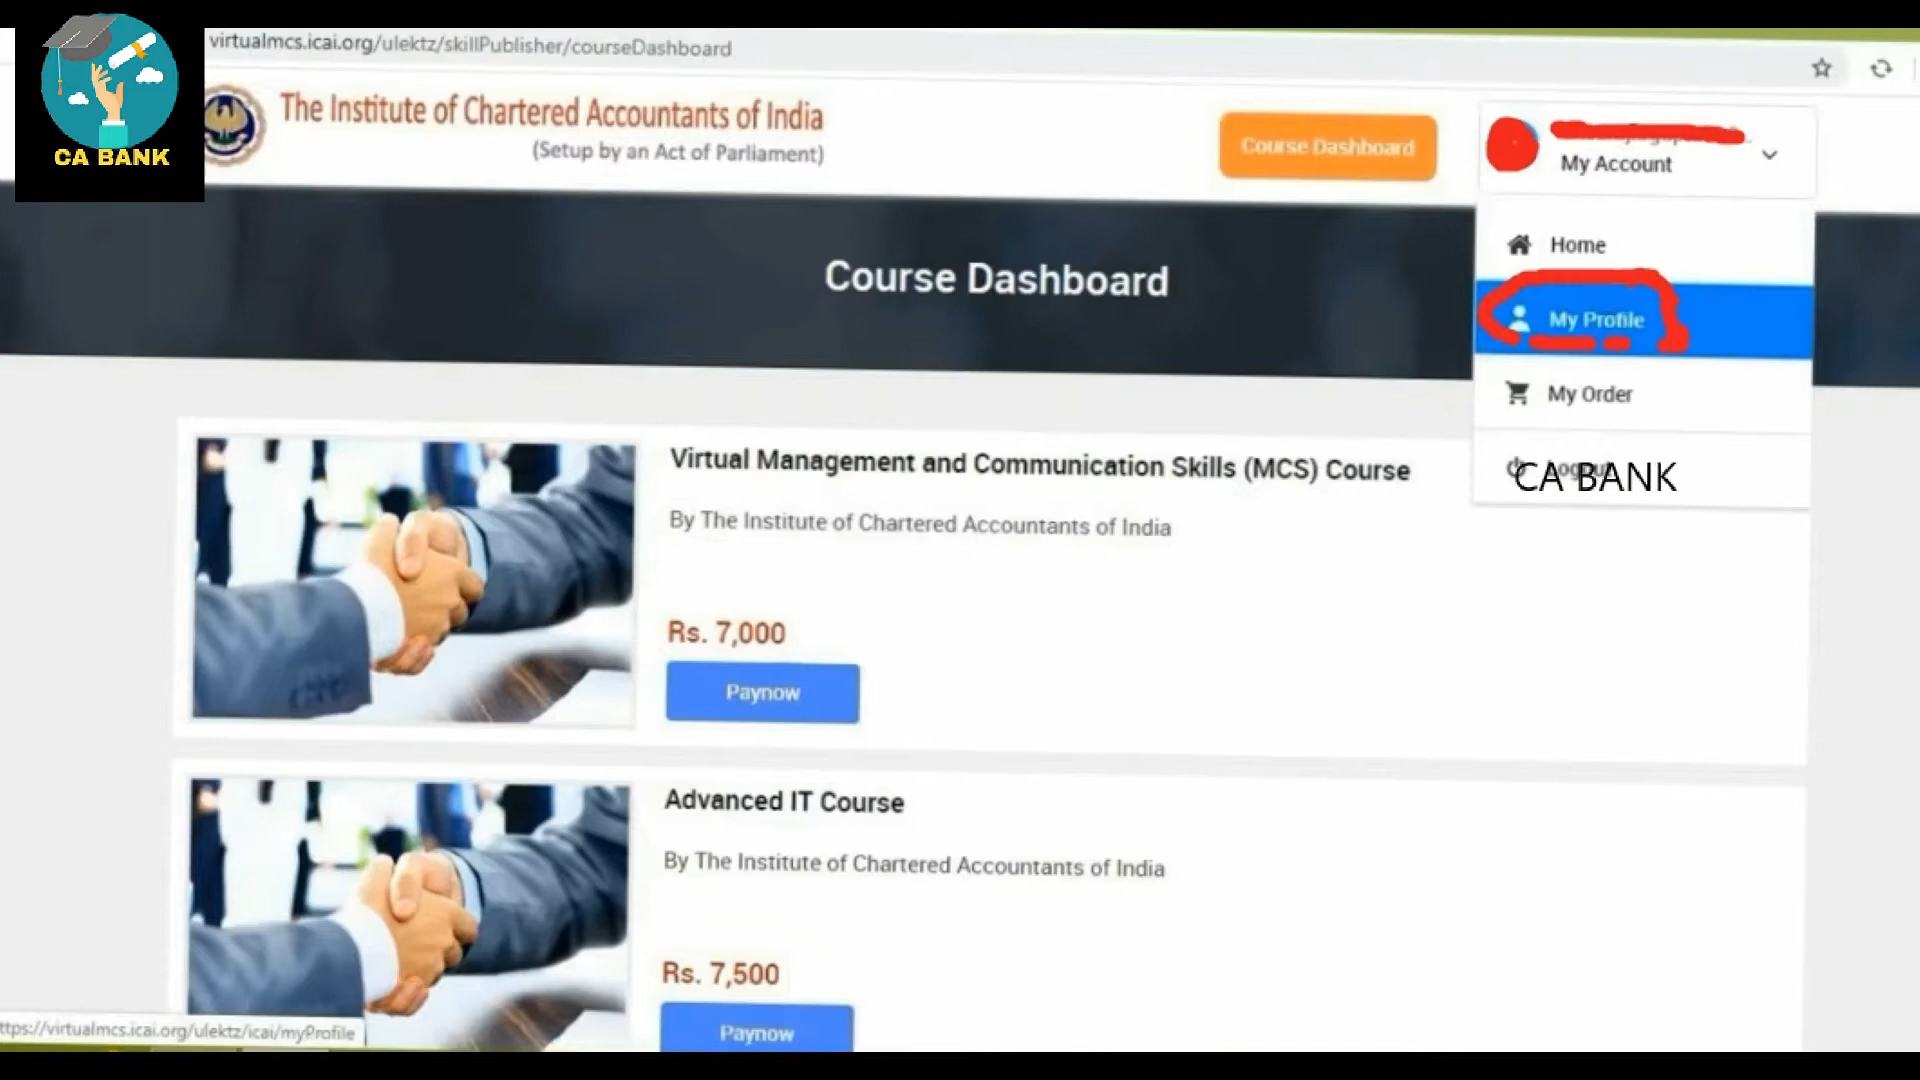 virtualmcs.icai.org/ulektz/skillPublisher/courseDashboard
CA BANK
The Institute of Chartered Accountants of India
(Setup by an Act of Parliament)
Course Dashboard
My Account
Home
My Profile
My Order
CA BANK
Course Dashboard
Virtual Management and Communication Skills (MCS) Course
By The Institute of Chartered Accountants of India
Rs. 7,000
Paynow
Advanced IT Course
By The Institute of Chartered Accountants of India
Rs. 7,500
Paynow
ttps://virtualmcs.icai.org/ulektz/icai/myProfile